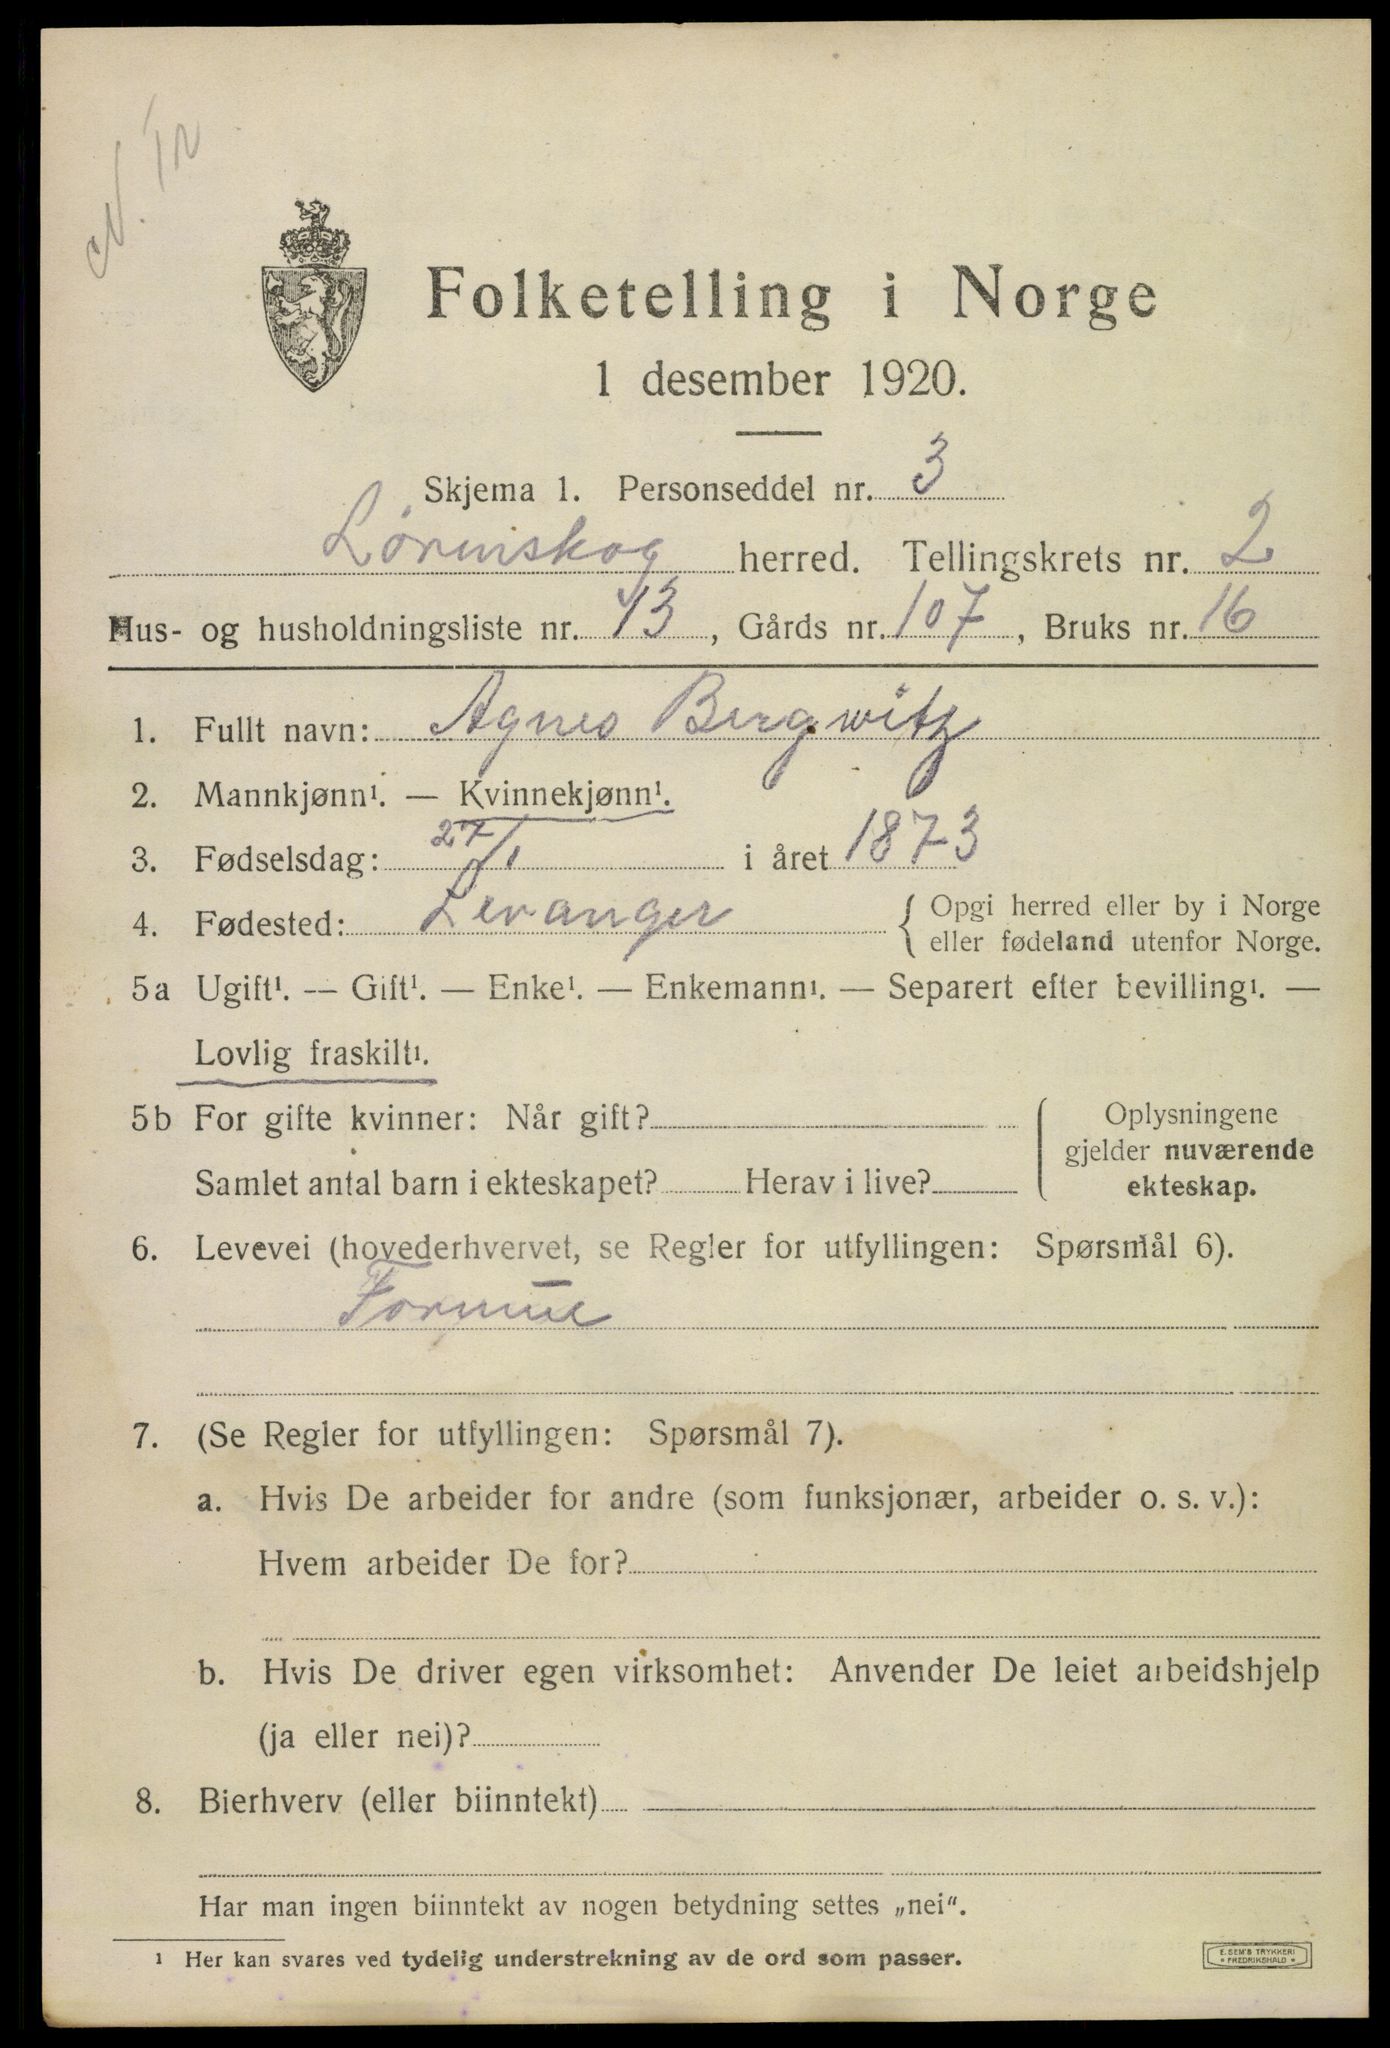 N. Tr
Folketelling i Norge
1 desember 1920.
Skjema 1. Personseddel nr. 3
Lørenskog herred. Tellingskrets nr. 2
Hus- og husholdningsliste nr. 13, Gårds nr. 107, Bruks nr. 16
1. Fullt navn: Agnes Bergwitz
2. Mannkjønn¹. — Kvinnekjønn¹.
3. Fødselsdag: 27/1 i året 1873
4. Fødested: Levanger { Opgi herred eller by i Norge
eller fødeland utenfor Norge.
5a Ugift¹. — Gift¹. — Enke¹. — Enkemann¹. — Separert efter bevilling¹. —
Lovlig fraskilt¹.
5b For gifte kvinner: Når gift?
Samlet antal barn i ekteskapet? Herav i live?
Oplysningene
gjelder nuværende
ekteskap.
6. Levevei (hovederhvervet, se Regler for utfyllingen: Spørsmål 6).
Formue
7. (Se Regler for utfyllingen: Spørsmål 7).
a. Hvis De arbeider for andre (som funksjonær, arbeider o. s. v.):
Hvem arbeider De for?
b. Hvis De driver egen virksomhet: Anvender De leiet arbeidshjelp
(ja eller nei)?
8. Bierhverv (eller biinntekt)
Har man ingen biinntekt av nogen betydning settes „nei“.
¹ Her kan svares ved tydelig understrekning av de ord som passer.
E. SEM'S TRYKKERI
* FREDRIKSHALD *